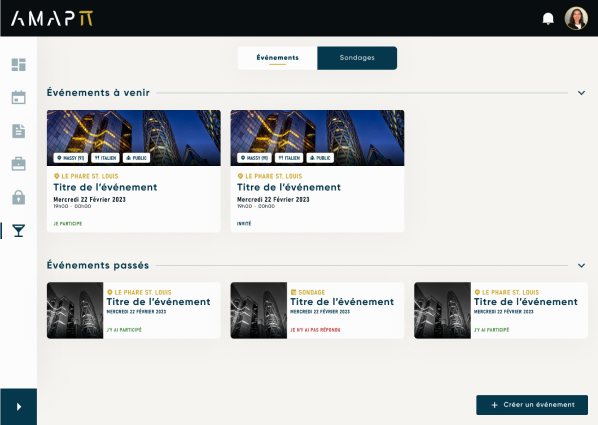 AMAPΠ
Événements
Sondages
Événements à venir
MASSY (91) ITALIEN PUBLIC
LE PHARE ST. LOUIS
Titre de l'événement
Mercredi 22 Février 2023
19H00 - 00H00
JE PARTICIPE
MASSY (91) ITALIEN PUBLIC
LE PHARE ST. LOUIS
Titre de l'événement
Mercredi 22 Février 2023
19H00 - 00H00
INVITÉ
Événements passés
LE PHARE ST. LOUIS
Titre de l'événement
MERCREDI 22 FÉVRIER 2023
J'Y AI PARTICIPÉ
SONDAGE
Titre de l'événement
MERCREDI 22 FÉVRIER 2023
JE N'Y AI PAS RÉPONDU
LE PHARE ST. LOUIS
Titre de l'événement
MERCREDI 22 FÉVRIER 2023
J'Y AI PARTICIPÉ
+ Créer un événement